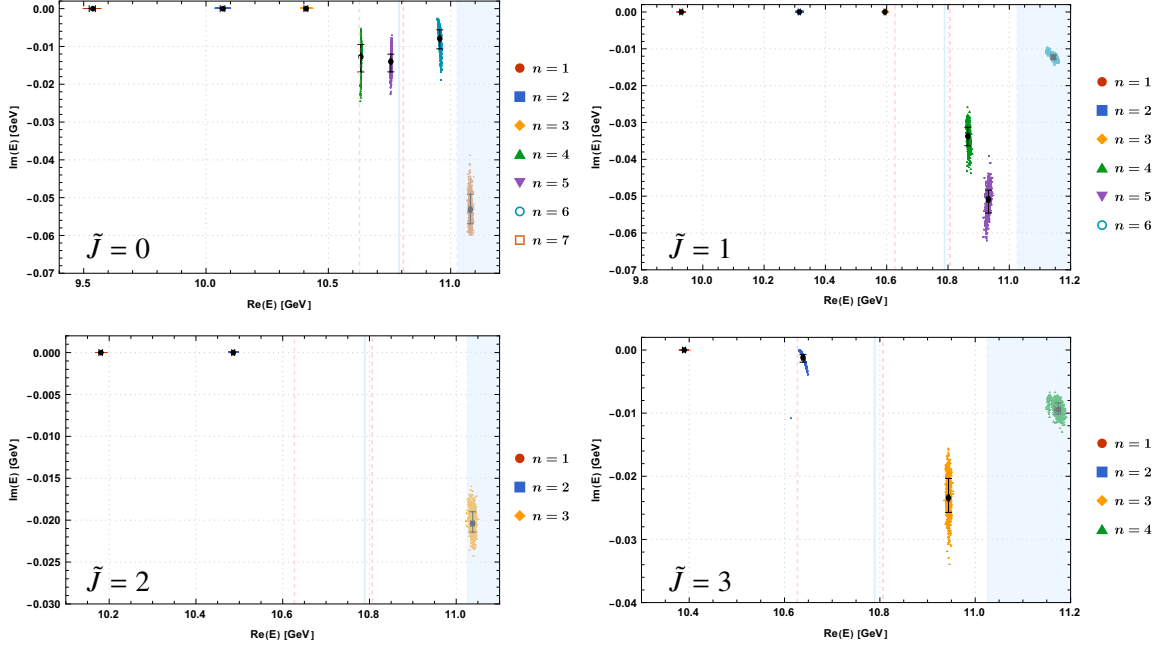 0.00
-0.01
-0.02
-0.03
-0.04
-0.05
-0.06
-0.07
Im(E) [GeV]
9.5
10.0
10.5
11.0
Re(E) [GeV]
J̃ = 0
n = 1
n = 2
n = 3
n = 4
n = 5
n = 6
n = 7
0.00
-0.01
-0.02
-0.03
-0.04
-0.05
-0.06
-0.07
Im(E) [GeV]
9.8
10.0
10.2
10.4
10.6
10.8
11.0
11.2
Re(E) [GeV]
J̃ = 1
n = 1
n = 2
n = 3
n = 4
n = 5
n = 6
0.000
-0.005
-0.010
-0.015
-0.020
-0.025
-0.030
Im(E) [GeV]
10.2
10.4
10.6
10.8
11.0
Re(E) [GeV]
J̃ = 2
n = 1
n = 2
n = 3
0.00
-0.01
-0.02
-0.03
-0.04
Im(E) [GeV]
10.4
10.6
10.8
11.0
11.2
Re(E) [GeV]
J̃ = 3
n = 1
n = 2
n = 3
n = 4